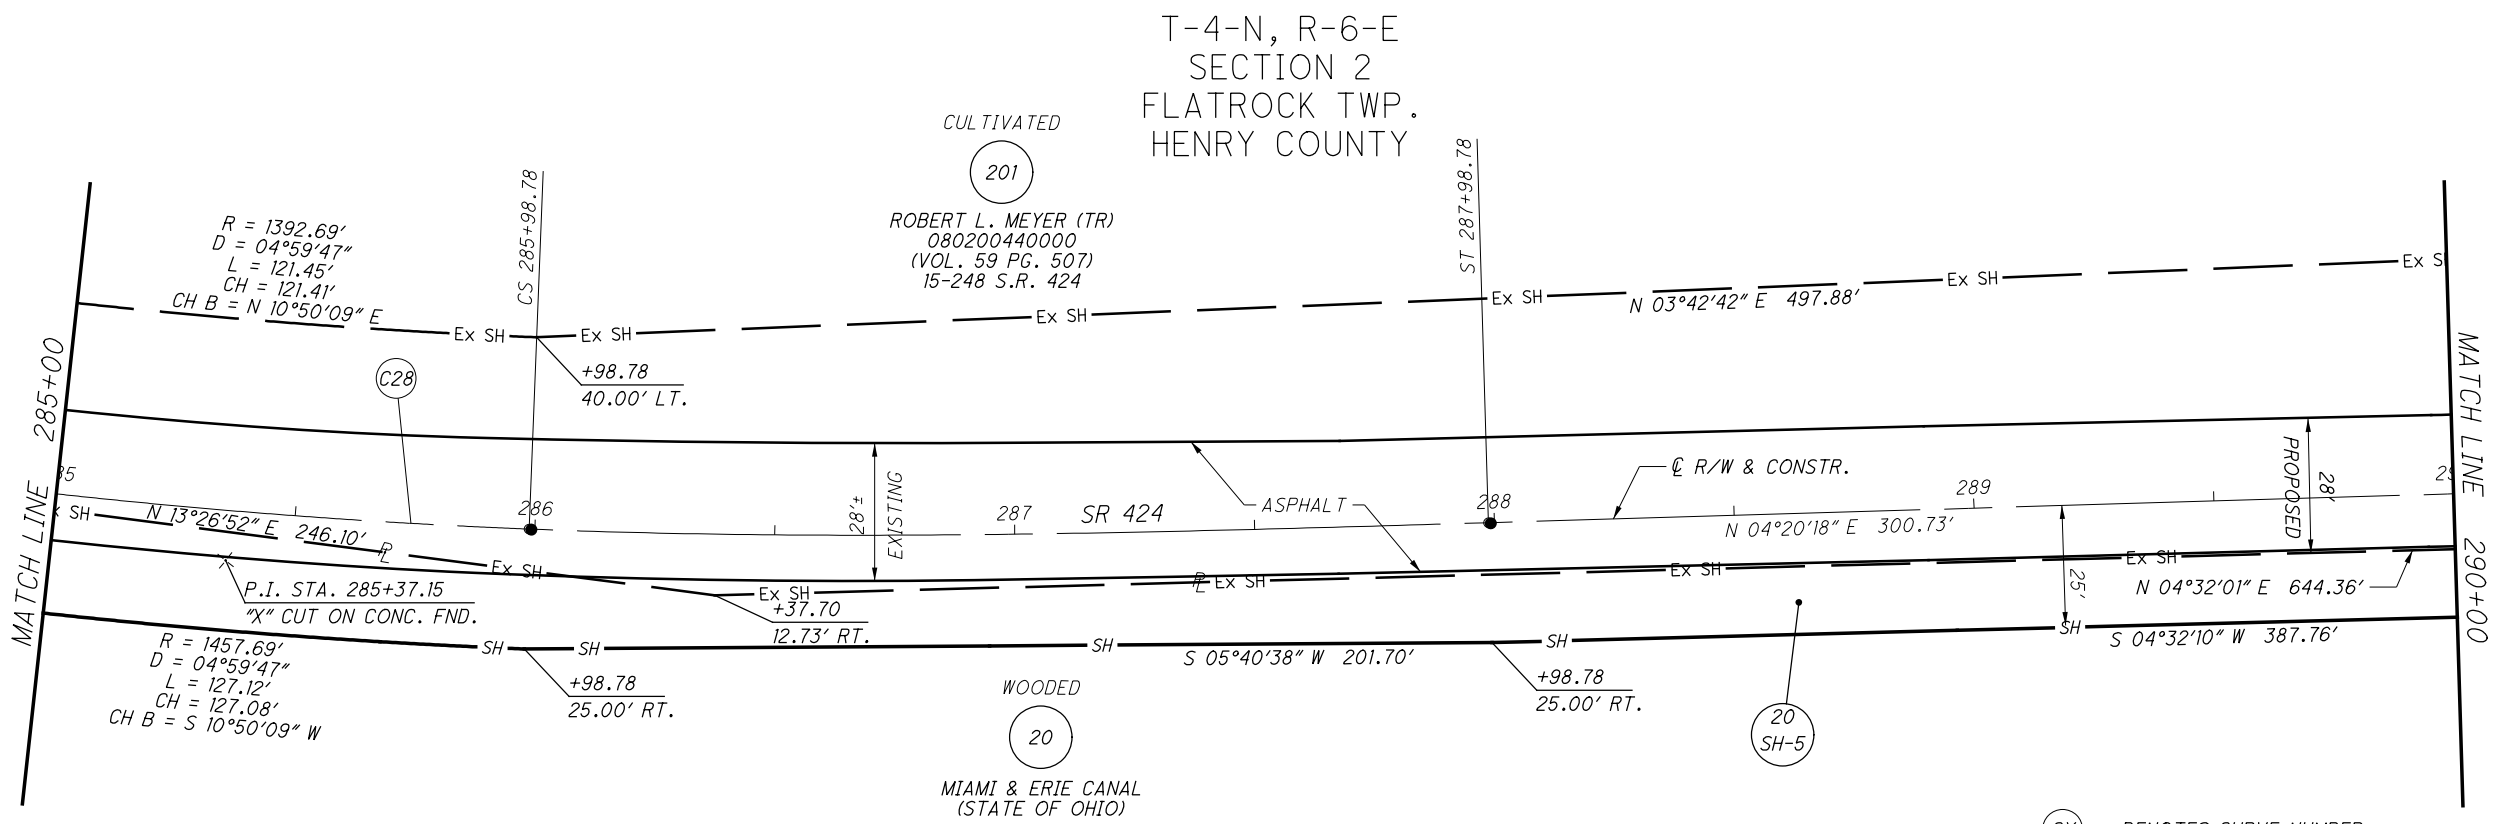 T-4-N, R-6-E
SECTION 2
FLATROCK TWP.
HENRY COUNTY
CULTIVATED
201
ROBERT L. MEYER (TR)
080200440000
(VOL. 59 PG. 507)
15-248 S.R. 424
R = 1392.69'
D = 04°59'47"
L = 121.45'
CH = 121.41'
CH B = N 10°50'09" E
CS 285+98.78
ST 287+98.78
Ex SH
Ex SH
Ex SH
Ex SH
Ex SH
Ex S
N 03°42'42" E 497.88'
MATCH LINE 285+00
MATCH LINE 290+00
C28
+98.78
40.00' LT.
286
287
288
289
SR 424
28'±
EXISTING
ASPHALT
℄ R/W & CONSTR.
N 04°20'18" E 300.73'
PROPOSED
28'
SH
N 13°26'52" E 246.10'
PL
Ex SH
Ex SH
PL
Ex SH
Ex SH
Ex SH
N 04°32'01" E 644.36'
25'
P.I. STA. 285+37.15
"X" CUT ON CONC. FND.
+37.70
12.73' RT.
R = 1457.69'
D = 04°59'47"
L = 127.12'
CH = 127.08'
CH B = S 10°50'09" W
SH
SH
SH
SH
SH
S 05°40'38" W 201.70'
S 04°32'10" W 387.76'
+98.78
25.00' RT.
+98.78
25.00' RT.
WOODED
20
MIAMI & ERIE CANAL
(STATE OF OHIO)
20
SH-5